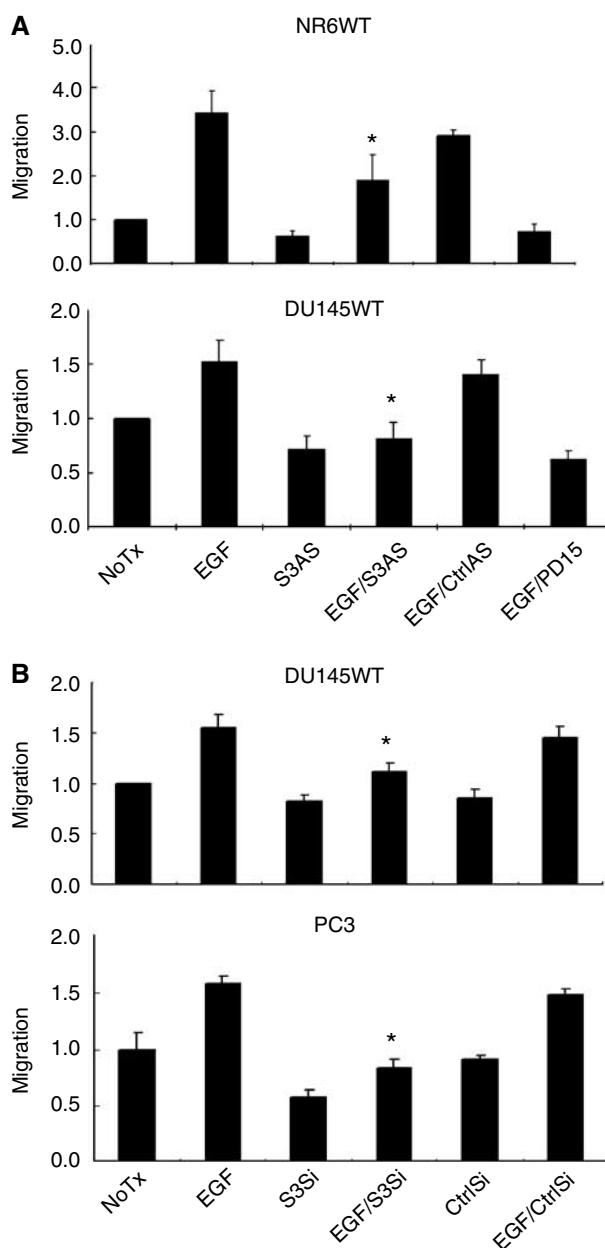 A
NR6WT
Migration
5.0
4.0
3.0
2.0
1.0
0.0
*
DU145WT
Migration
2.0
1.5
1.0
0.5
0.0
*
NoTx
EGF
S3AS
EGF/S3AS
EGF/CtrlAS
EGF/PD15
B
DU145WT
Migration
2.0
1.5
1.0
0.5
0.0
*
PC3
Migration
2.0
1.5
1.0
0.5
0.0
*
NoTx
EGF
S3Si
EGF/S3Si
CtrlSi
EGF/CtrlSi